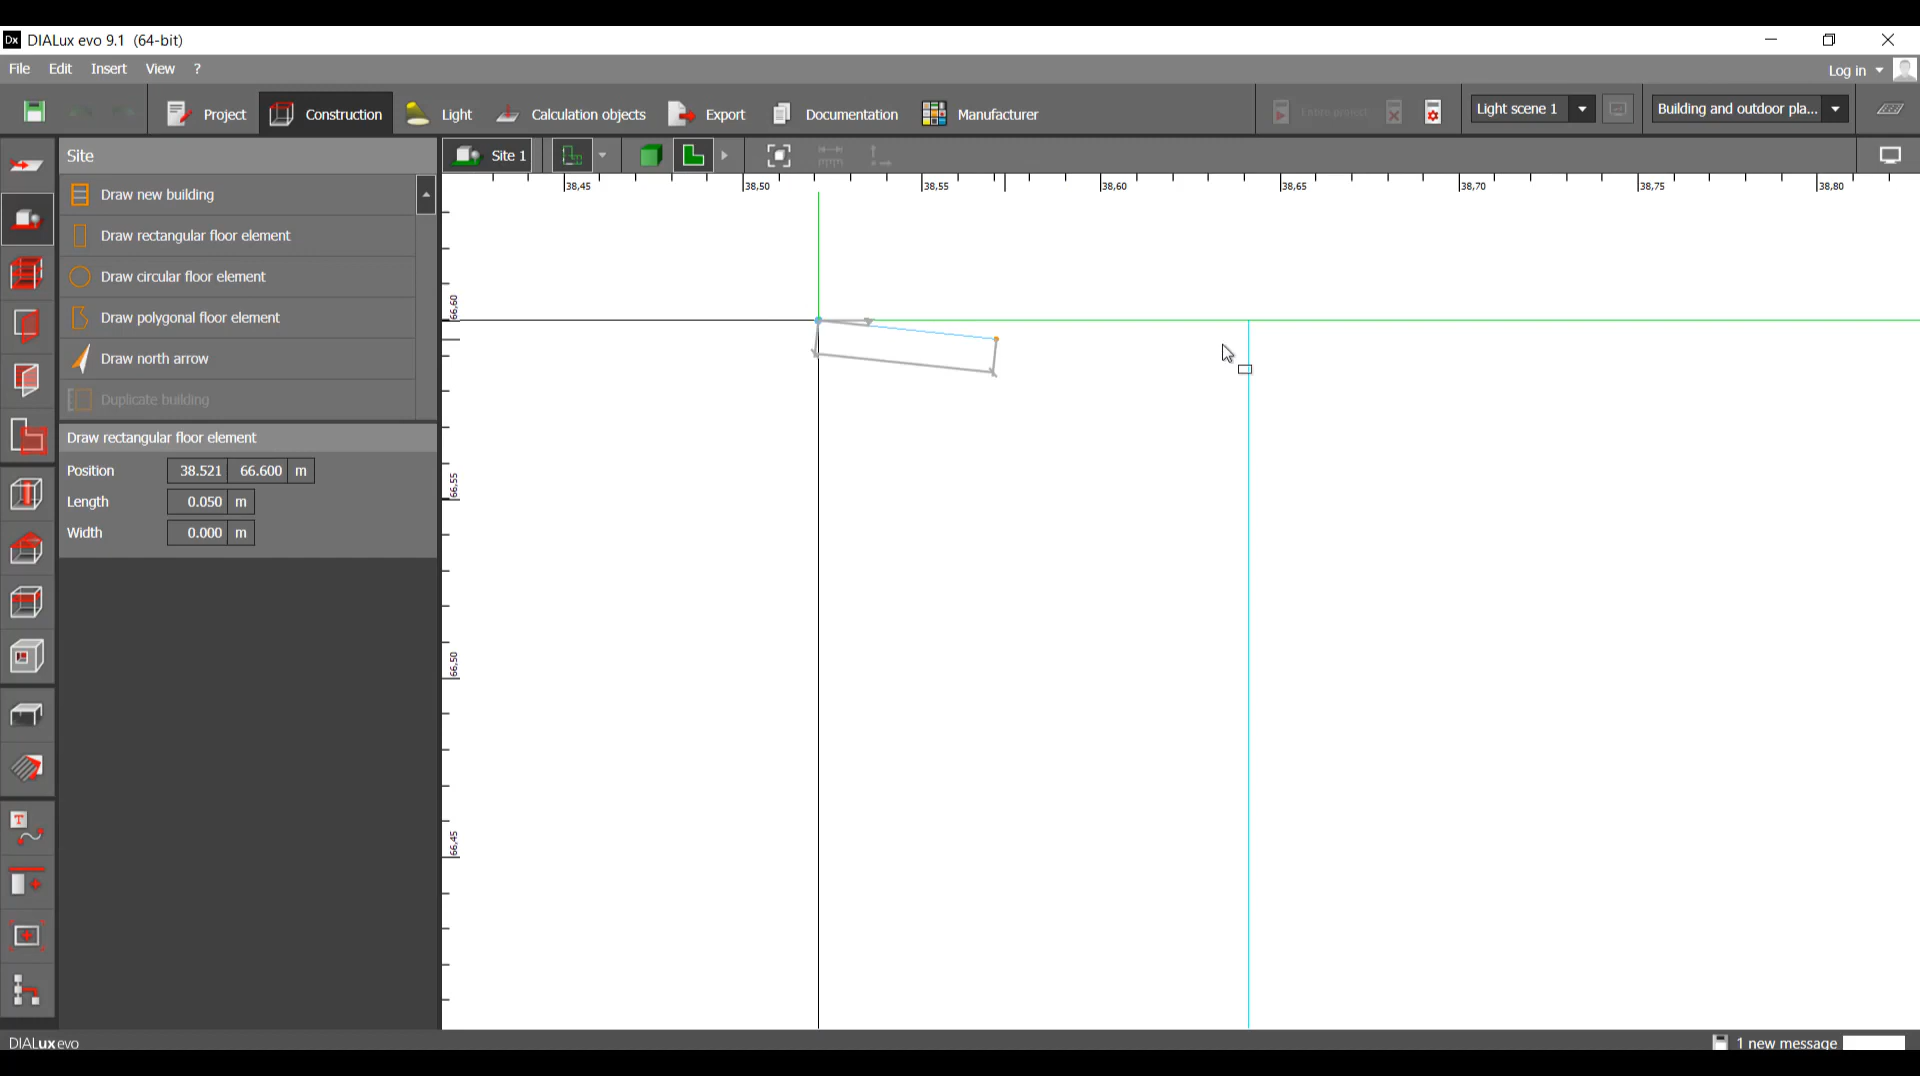 Dx DIALux evo 9.1 (64-bit)
File Edit Insert View ? Log in
Project Construction Light Calculation objects Export Documentation Manufacturer Entire project Light scene 1 Building and outdoor pla...
Site
Site 1
Draw new building
Draw rectangular floor element
Draw circular floor element
Draw polygonal floor element
Draw north arrow
Duplicate building
Draw rectangular floor element
Position 38.521 66.600 m
Length 0.050 m
Width 0.000 m
38,45 38,50 38,55 38,60 38,65 38,70 38,75 38,80
66,60
66,55
66,50
66,45
T
DIALux evo
1 new message